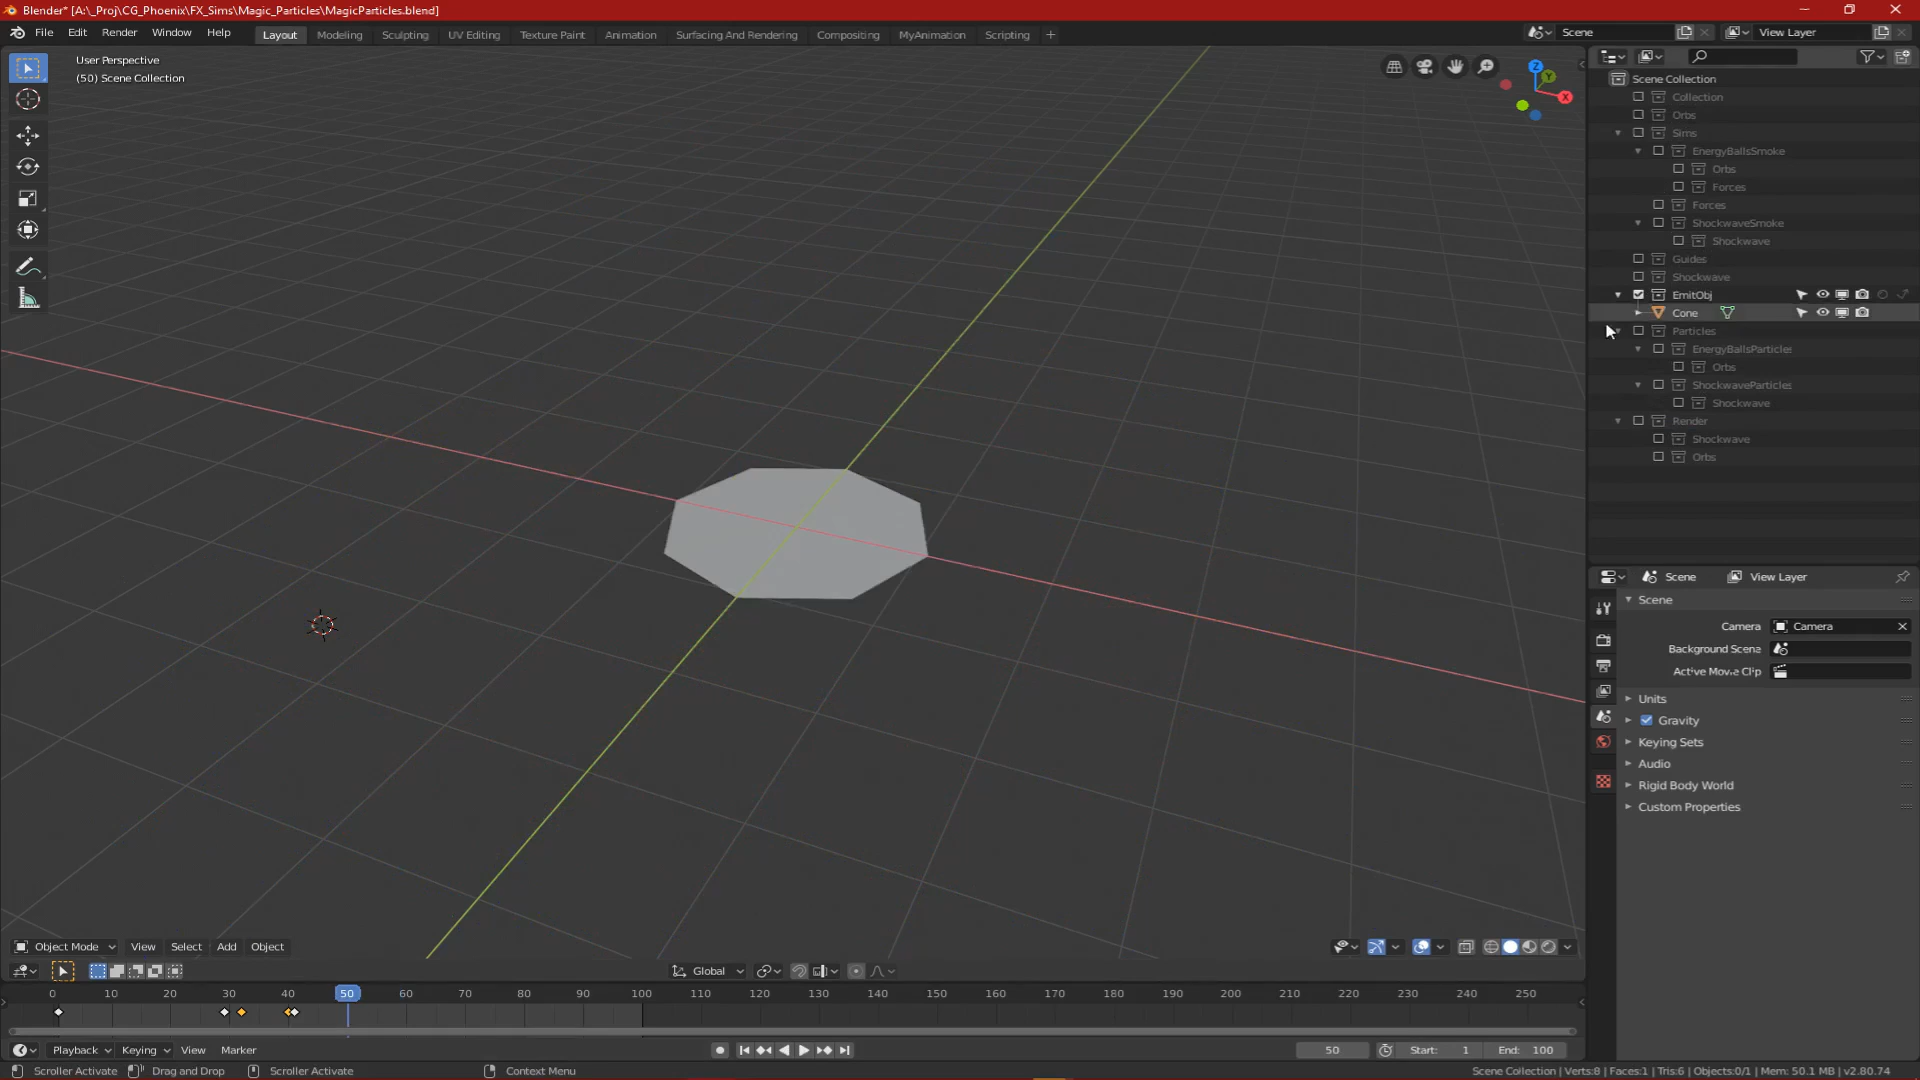 Blender* [A:\_Proj\CG_Phoenix\FX_Sims\Magic_Particles\MagicParticles.blend]
File Edit Render Window Help Layout Modeling Sculpting UV Editing Texture Paint Animation Surfacing And Rendering Compositing MyAnimation Scripting Scene View Layer
User Perspective
(50) Scene Collection
Z
Y
X
Scene Collection
Collection
Orbs
Sims
EnergyBallsSmoke
Orbs
Forces
Forces
ShockwaveSmoke
Shockwave
Guides
Shockwave
EmitObj
Cone
Particles
EnergyBallsParticles
Orbs
ShockwaveParticles
Shockwave
Render
Shockwave
Orbs
Scene View Layer
Scene
Camera Camera
Background Scene
Active Movie Clip
Units
Gravity
Keying Sets
Audio
Rigid Body World
Custom Properties
Object Mode View Select Add Object
Global
0 10 20 30 40 50 60 70 80 90 100 110 120 130 140 150 160 170 180 190 200 210 220 230 240 250
Playback Keying View Marker 50 Start: 1 End: 100
Scroller Activate Drag and Drop Scroller Activate Context Menu Scene Collection | Verts:8 | Faces:1 | Tris:6 | Objects:0/1 | Mem: 50.1 MB | v2.80.74